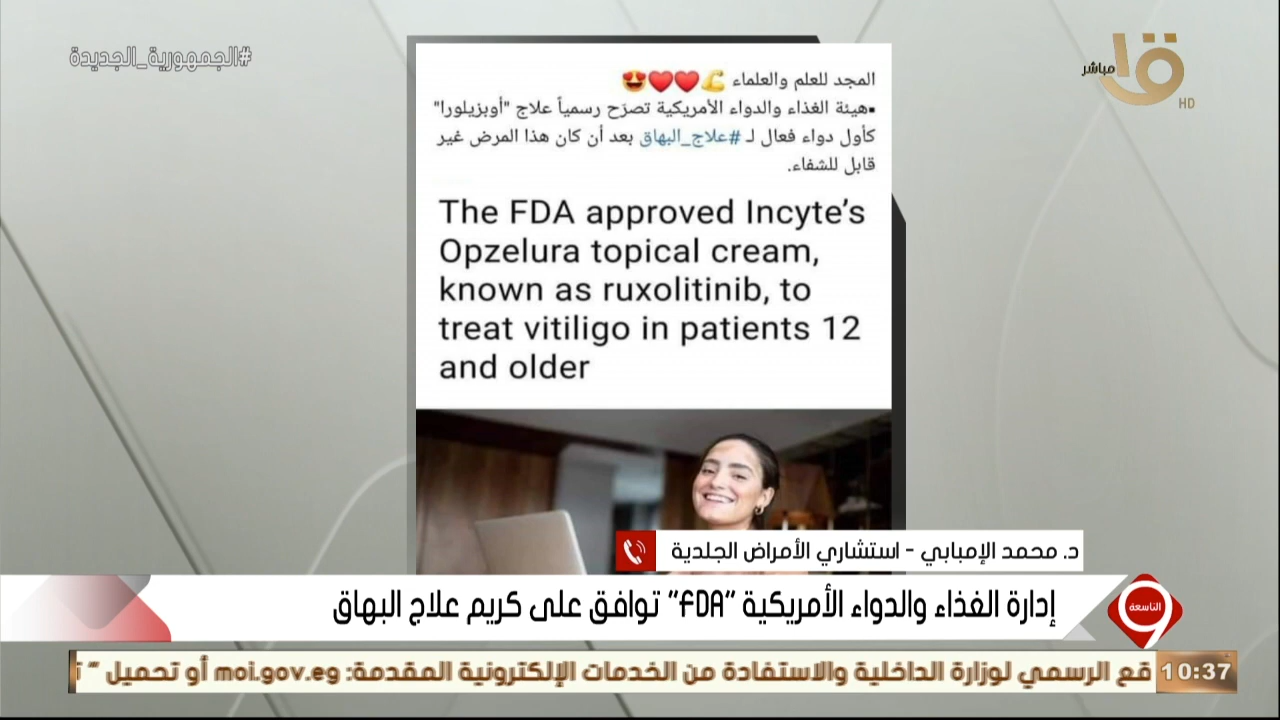 #الجمهورية_الجديدة
مباشر
HD
المجد للعلم والعلماء 💪❤️❤️😍
▪هيئة الغذاء والدواء الأمريكية تصرَح رسمياً علاج "أوبزيلورا"
كأول دواء فعال لـ #علاج_البهاق بعد أن كان هذا المرض غير
قابل للشفاء.
The FDA approved Incyte’s
Opzelura topical cream,
known as ruxolitinib, to
treat vitiligo in patients 12
and older
د. محمد الإمبابي - استشاري الأمراض الجلدية
إدارة الغذاء والدواء الأمريكية "FDA" توافق على كريم علاج البهاق
التاسعة
9
10:37
قع الرسمي لوزارة الداخلية والاستفادة من الخدمات الإلكترونية المقدمة: moi.gov.eg أو تحميل "